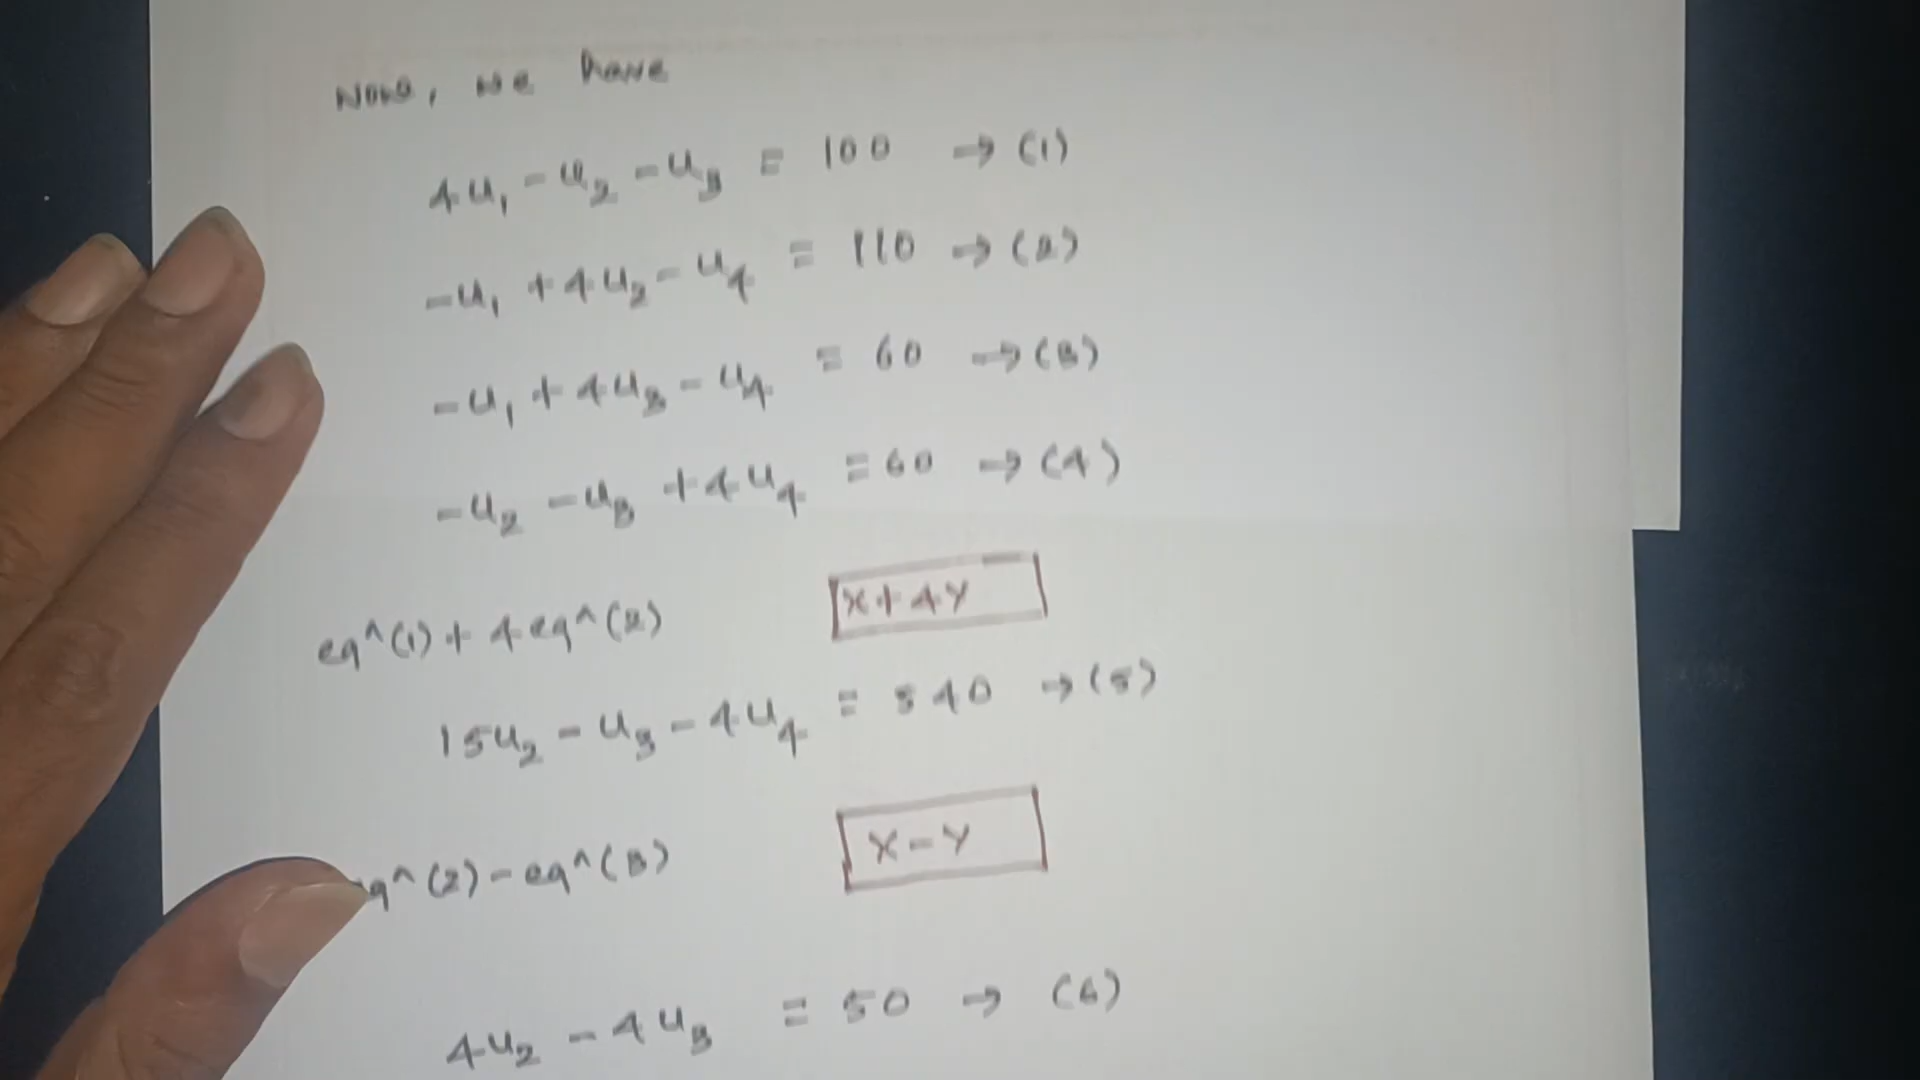 Now, we have
4u₁ - u₂ - u₃ = 100 → (1)
-u₁ + 4u₂ - u₄ = 110 → (2)
-u₁ + 4u₃ - u₄ = 60 → (3)
-u₂ - u₃ + 4u₄ = 60 → (4)
eq^(1) + 4eq^(2) X+4Y
15u₂ - u₃ - 4u₄ = 540 → (5)
eq^(2) - eq^(3) X-Y
4u₂ - 4u₃ = 50 → (6)